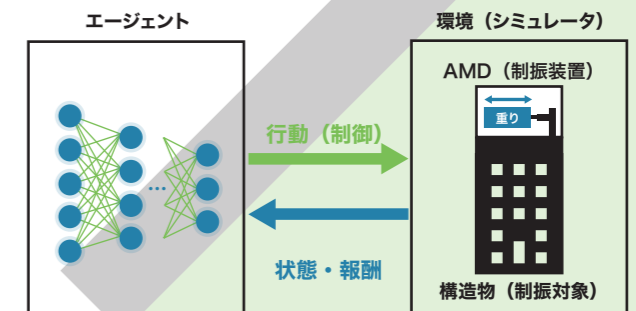 エージェント
環境（シミュレータ）
AMD（制振装置）
重り
行動（制御）
...
状態・報酬
構造物（制振対象）